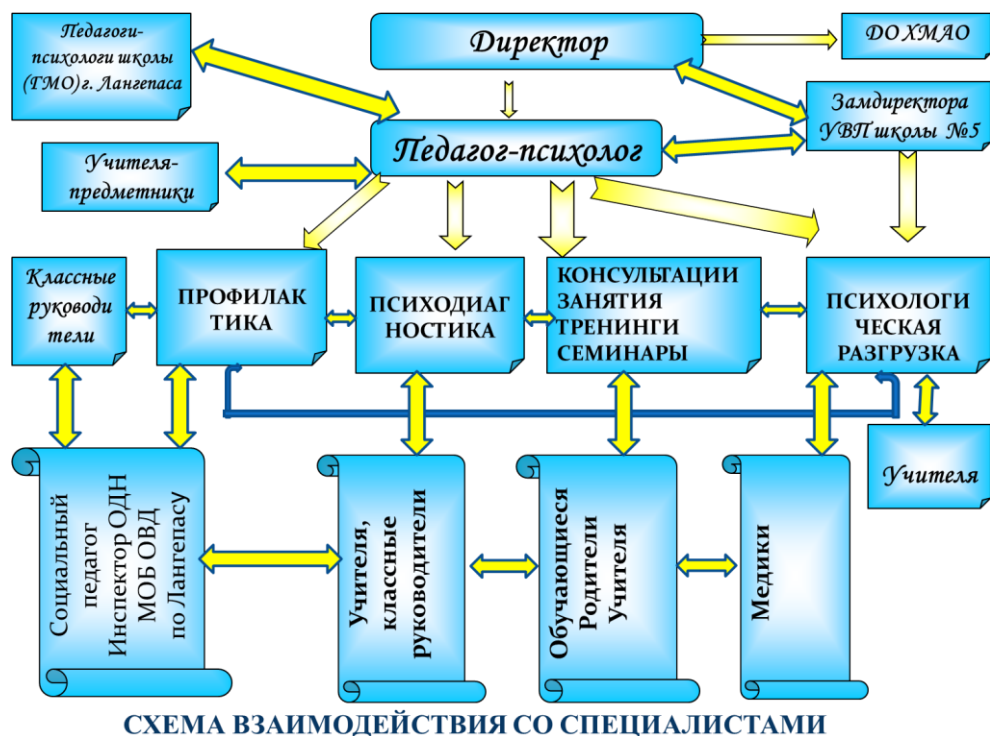 Педагоги-
психологи школы
(ГМО) г. Лангепаса
Директор
ДО ХМАО
Замдиректора
УВП школы №5
Педагог-психолог
Учителя-
предметники
Классные
руководи
тели
ПРОФИЛАК
ТИКА
ПСИХОДИАГ
НОСТИКА
КОНСУЛЬТАЦИИ
ЗАНЯТИЯ
ТРЕНИНГИ
СЕМИНАРЫ
ПСИХОЛОГИ
ЧЕСКАЯ
РАЗГРУЗКА
Учителя
Социальный
педагог
Инспектор ОДН
МОБ ОВД
по Лангепасу
Учителя,
классные
руководители
Обучающиеся
Родители
Учителя
Медики
СХЕМА ВЗАИМОДЕЙСТВИЯ СО СПЕЦИАЛИСТАМИ